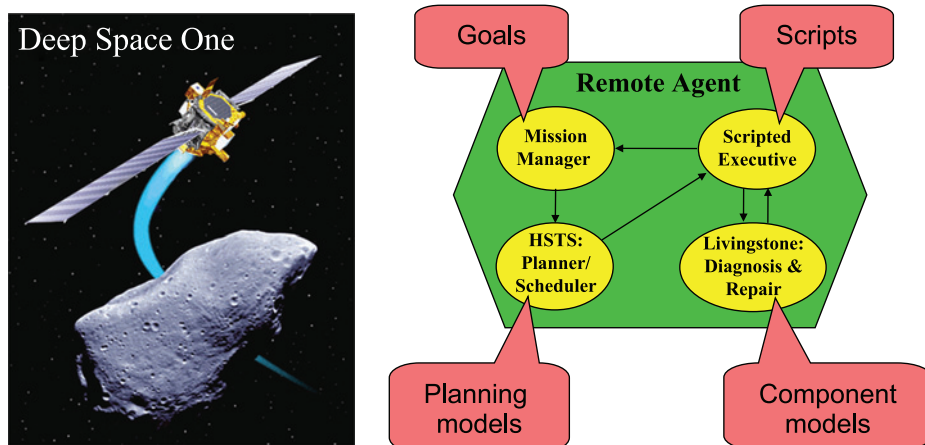 Deep Space One
Goals
Scripts
Remote Agent
Mission
Manager
Scripted
Executive
HSTS:
Planner/
Scheduler
Livingstone:
Diagnosis &
Repair
Planning
models
Component
models